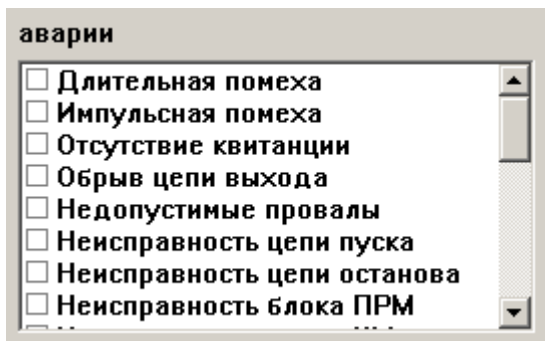 аварии
Длительная помеха
Импульсная помеха
Отсутствие квитанции
Обрыв цепи выхода
Недопустимые провалы
Неисправность цепи пуска
Неисправность цепи останова
Неисправность блока ПРМ